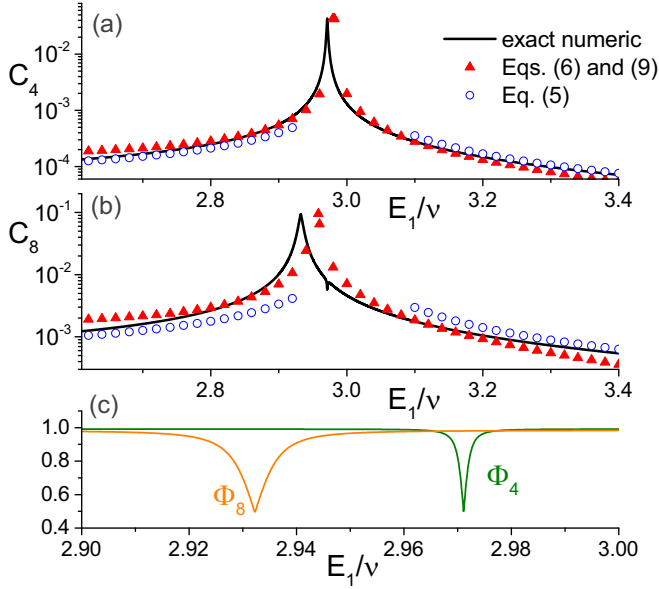 (a)
C₄
10⁻²
10⁻³
10⁻⁴
exact numeric
Eqs. (6) and (9)
Eq. (5)
2.8 3.0 3.2 3.4
E₁/ν
(b)
C₈
10⁻¹
10⁻²
10⁻³
2.8 3.0 3.2 3.4
E₁/ν
(c)
1.0
0.8
0.6
0.4
Φ₈
Φ₄
2.90 2.92 2.94 2.96 2.98 3.00
E₁/ν